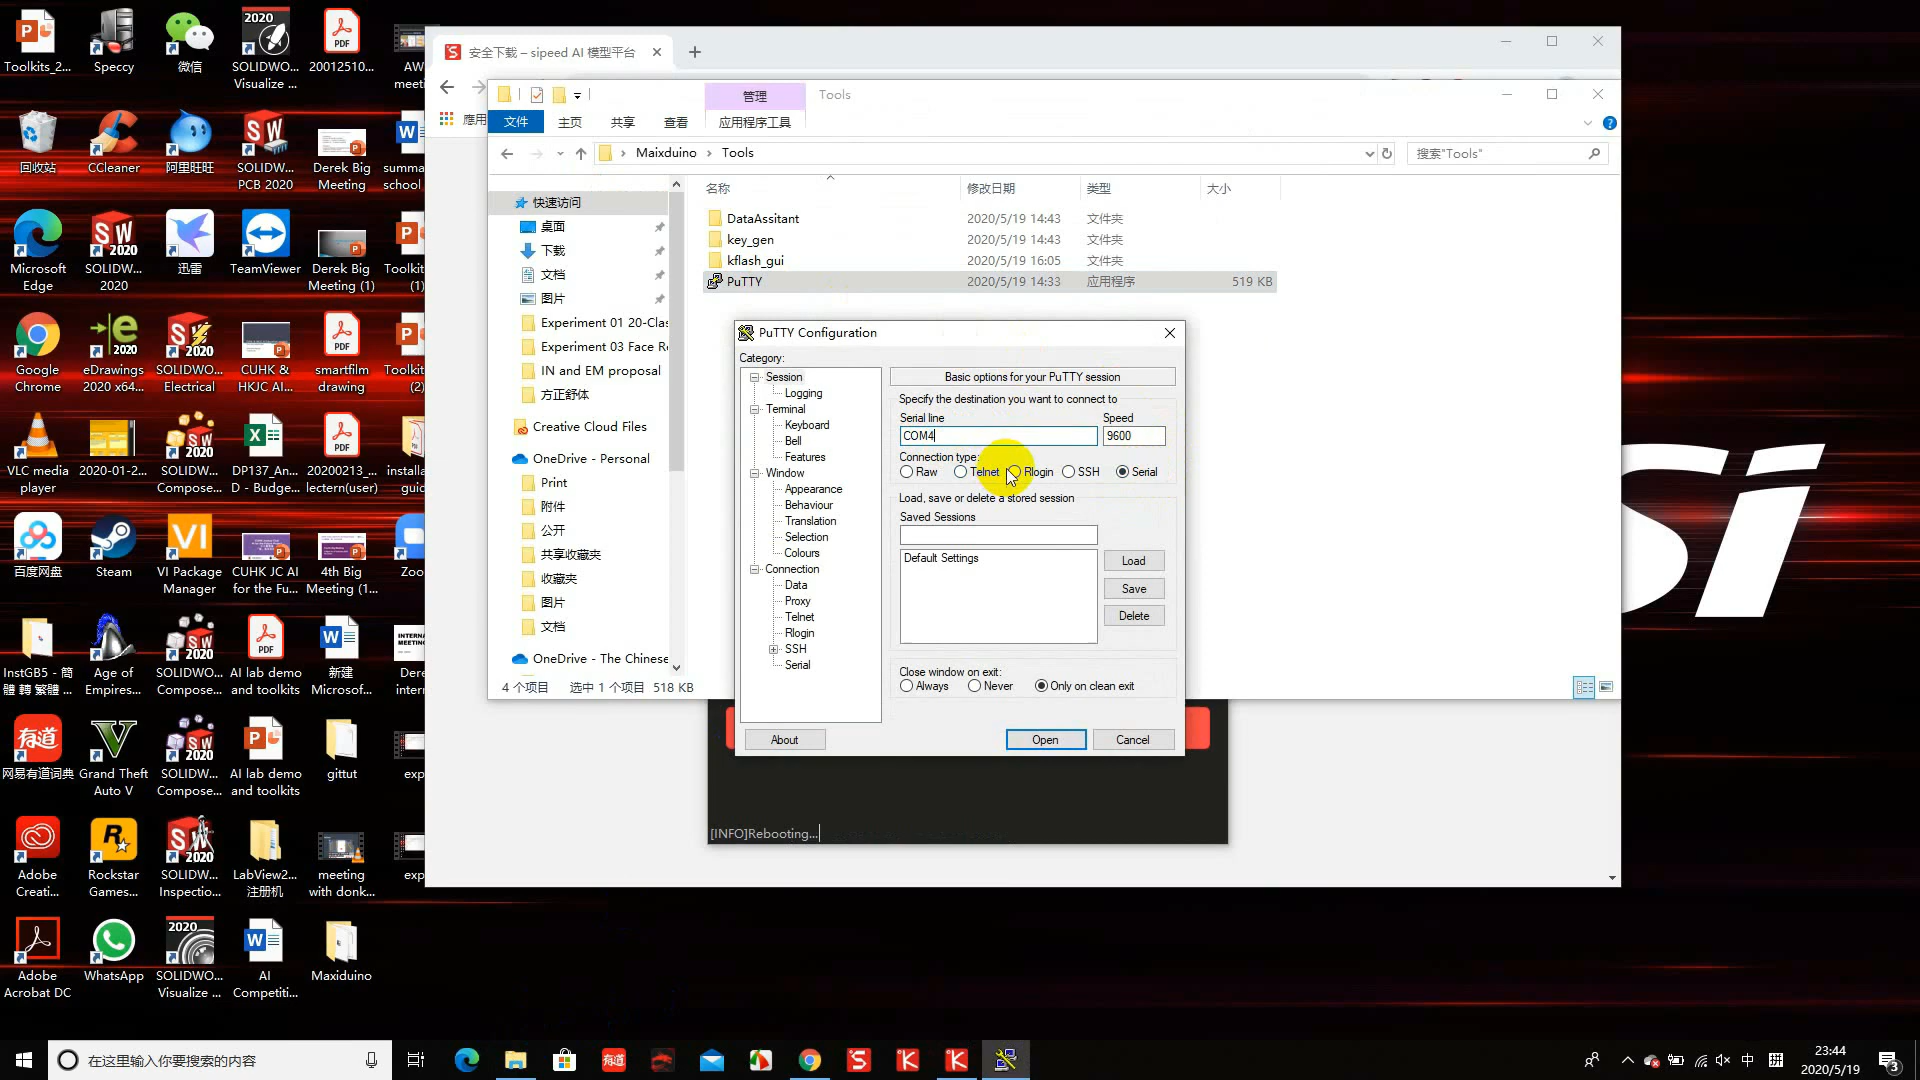 Toolkits_2...
Speccy
微信
2020
SOLIDWO...
Visualize ...
PDF
20012510...
AW
meeti
回收站
CCleaner
阿里旺旺
SOLIDW...
PCB 2020
Derek Big
Meeting
summa
school
Microsoft
Edge
SOLIDW...
2020
迅雷
TeamViewer
Derek Big
Meeting (1)
Toolkit
(1)
Google
Chrome
eDrawings
2020 x64...
SOLIDWO...
Electrical
CUHK &
HKJC AI...
smartfilm
drawing
Toolkit
(2)
VLC media
player
2020-01-2...
SOLIDWO...
Compose...
DP137_An...
D - Budge...
20200213_...
lectern(user)
installa
guid
百度网盘
Steam
VI Package
Manager
CUHK JC AI
for the Fu...
4th Big
Meeting (1...
Zoo
InstGB5 - 簡
體 轉 繁體 ...
Age of
Empires...
SOLIDWO...
Compose...
AI lab demo
and toolkits
新建
Microsof...
Dere
inter
网易有道词典
Grand Theft
Auto V
SOLIDWO...
Compose...
AI lab demo
and toolkits
gittut
exp
Adobe
Creati...
Rockstar
Games...
SOLIDW...
Inspectio...
LabView2...
注册机
meeting
with donk...
exp
Adobe
Acrobat DC
WhatsApp
SOLIDWO...
Visualize ...
AI
Competiti...
Maxiduino
安全下载 – sipeed AI 模型平台
应用
管理
Tools
文件
主页
共享
查看
应用程序工具
Maixduino > Tools
搜索"Tools"
快速访问
桌面
下载
文档
图片
Experiment 01 20-Clas
Experiment 03 Face Re
IN and EM proposal
方正舒体
Creative Cloud Files
OneDrive - Personal
Print
附件
公开
共享收藏夹
收藏夹
图片
文档
OneDrive - The Chinese
名称 修改日期 类型 大小
DataAssitant 2020/5/19 14:43 文件夹
key_gen 2020/5/19 14:43 文件夹
kflash_gui 2020/5/19 16:05 文件夹
PuTTY 2020/5/19 14:33 应用程序 519 KB
4 个项目 选中 1 个项目 518 KB
PuTTY Configuration
Category:
Session
Logging
Terminal
Keyboard
Bell
Features
Window
Appearance
Behaviour
Translation
Selection
Colours
Connection
Data
Proxy
Telnet
Rlogin
SSH
Serial
Basic options for your PuTTY session
Specify the destination you want to connect to
Serial line Speed
COM4 9600
Connection type:
Raw Telnet Rlogin SSH Serial
Load, save or delete a stored session
Saved Sessions
Default Settings
Load
Save
Delete
Close window on exit:
Always Never Only on clean exit
About Open Cancel
[INFO]Rebooting...
si
在这里输入你要搜索的内容
有道
中
拼
23:44
2020/5/19
3